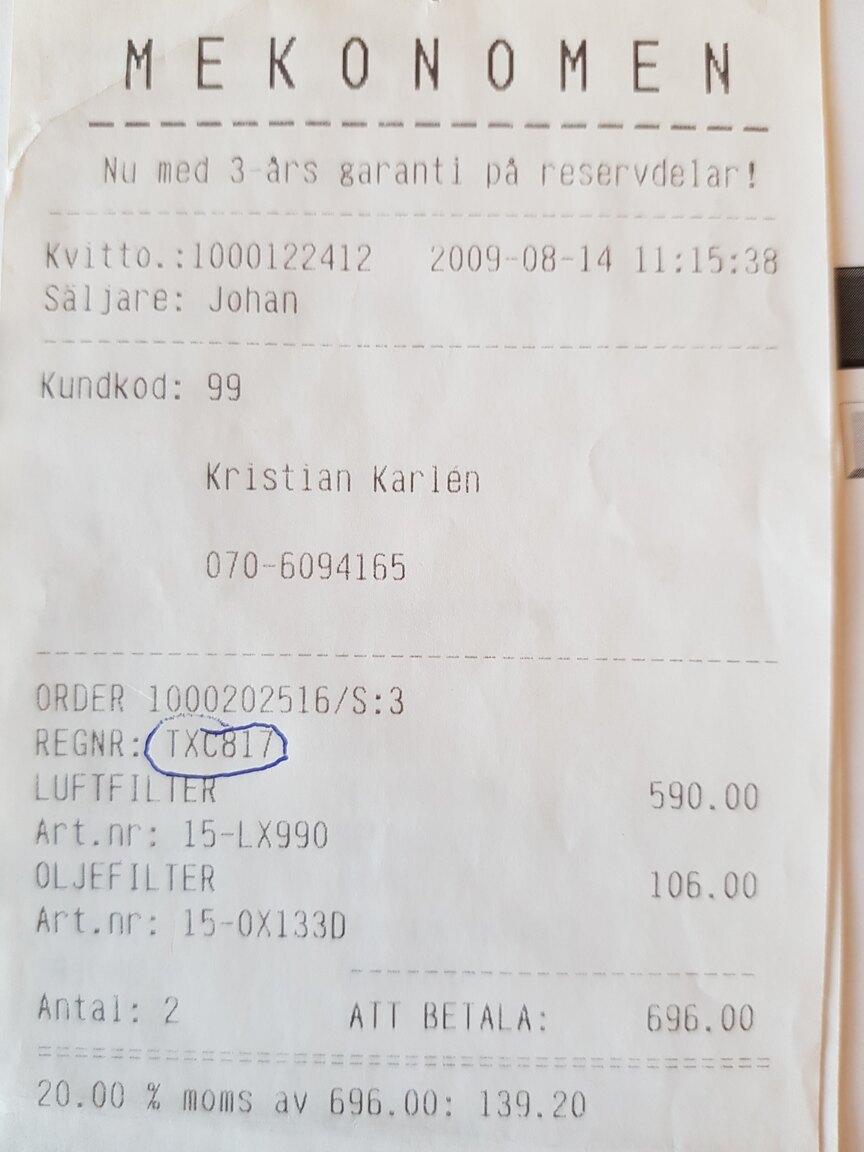 MEKONOMEN
Nu med 3-års garanti på reservdelar!
Kvitto.:1000122412 2009-08-14 11:15:38
Säljare: Johan
Kundkod: 99
Kristian Karlén
070-6094165
ORDER 1000202516/S:3
REGNR: TXC817
LUFTFILTER 590.00
Art.nr: 15-LX990
OLJEFILTER 106.00
Art.nr: 15-OX133D
Antal: 2 ATT BETALA: 696.00
20.00 % moms av 696.00: 139.20